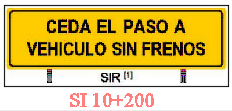 CEDA EL PASO A
VEHICULO SIN FRENOS
SIR [1]
SI 10+200